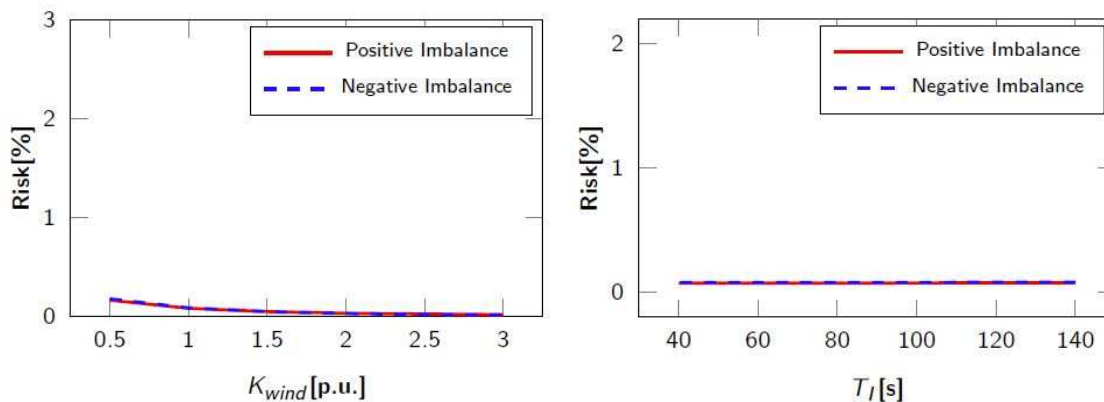 3
2
1
0
Risk[%]
Positive Imbalance
Negative Imbalance
0.5 1 1.5 2 2.5 3
K_wind[p.u.]
2
1
0
Risk[%]
Positive Imbalance
Negative Imbalance
40 60 80 100 120 140
T_I[s]